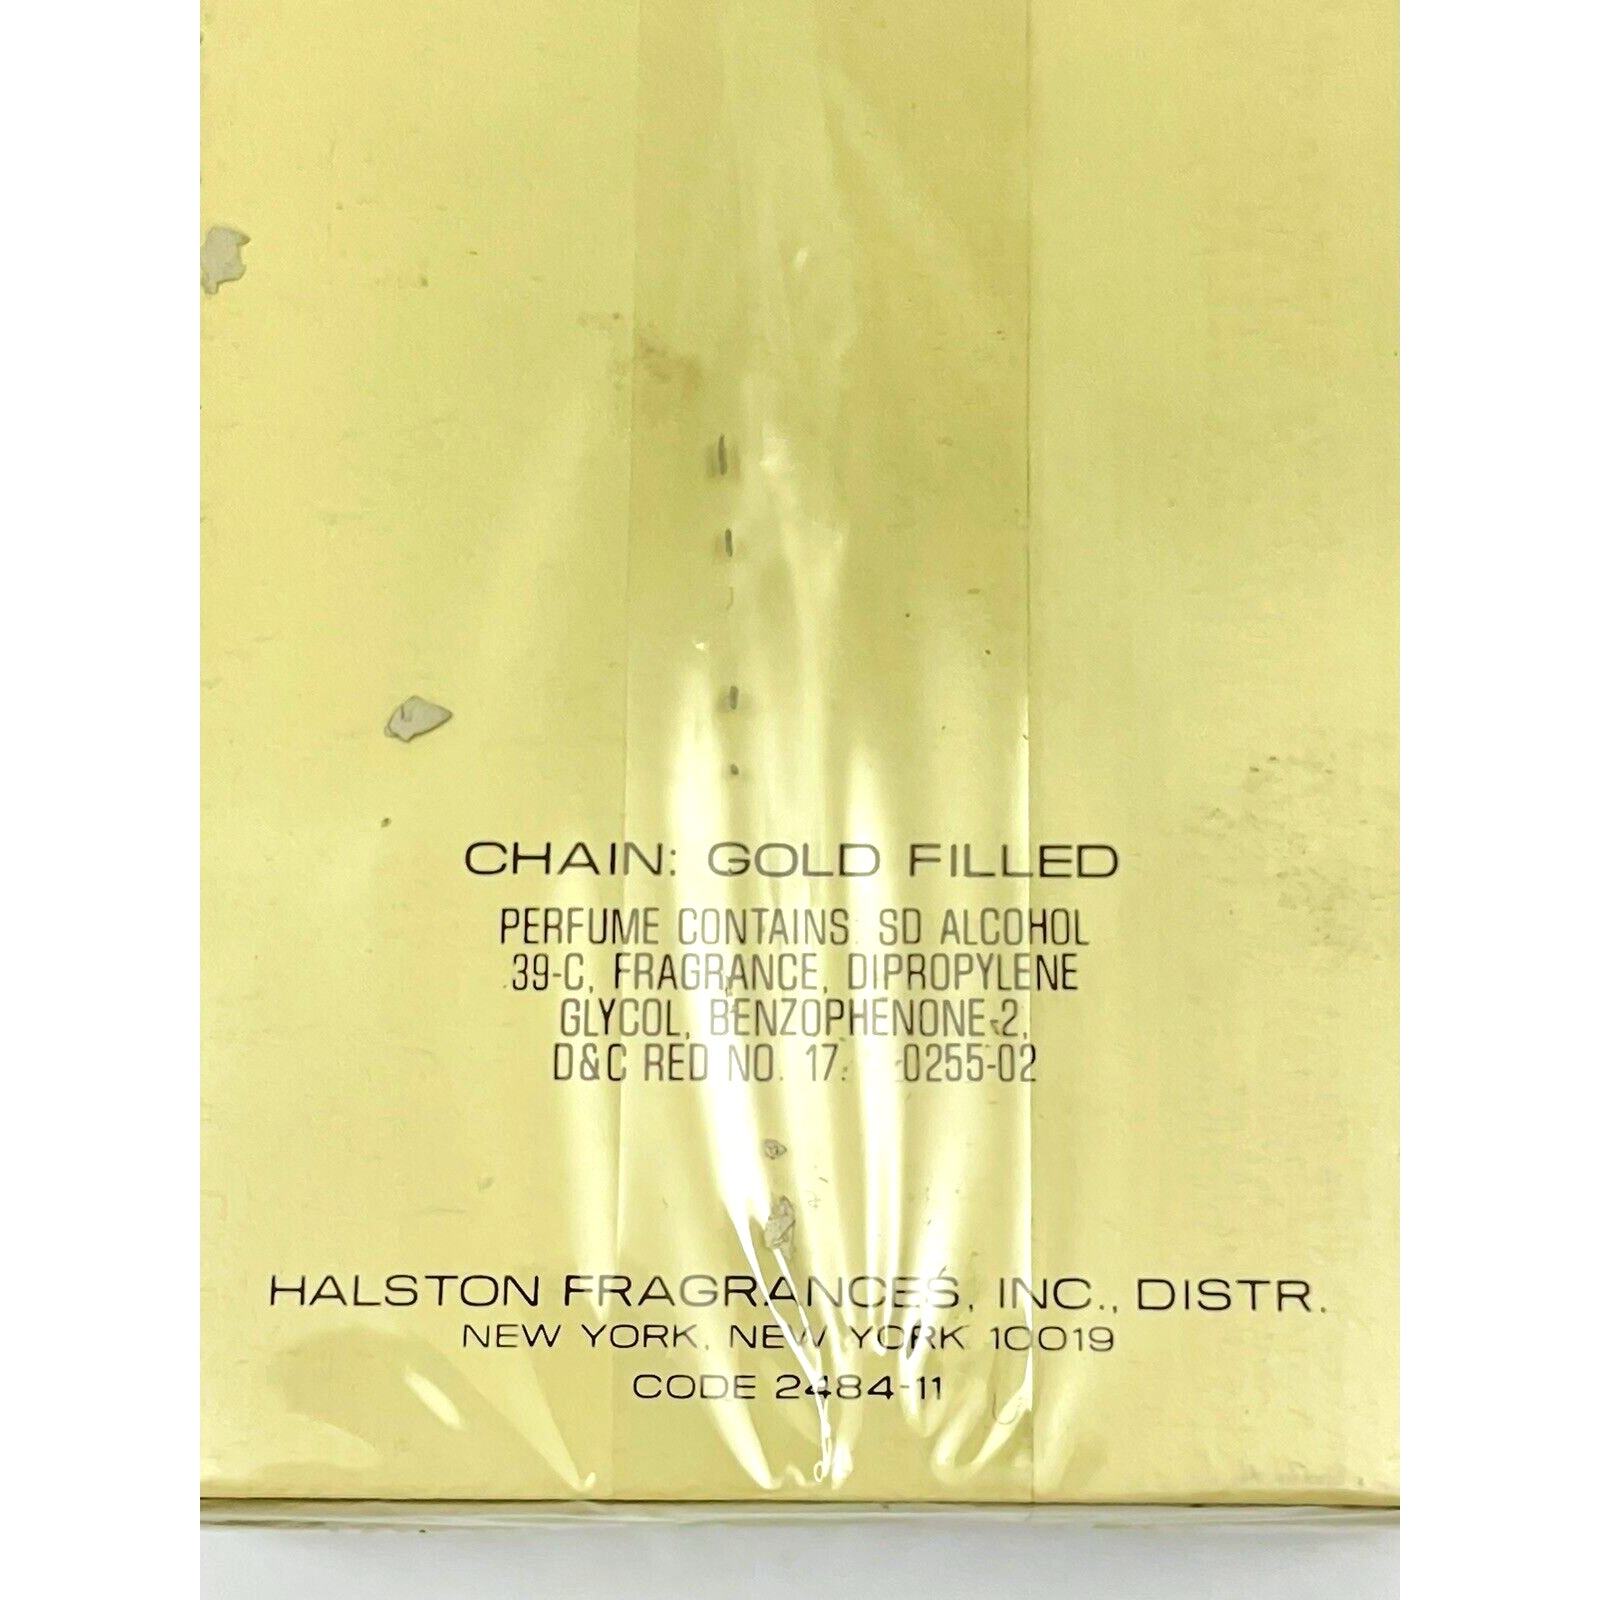 CHAIN: GOLD FILLED
PERFUME CONTAINS: SD ALCOHOL
39-C, FRAGRANCE, DIPROPYLENE
GLYCOL, BENZOPHENONE-2,
D&C RED NO. 17. 0255-02
HALSTON FRAGRANCES, INC., DISTR.
NEW YORK, NEW YORK 10019
CODE 2484-11